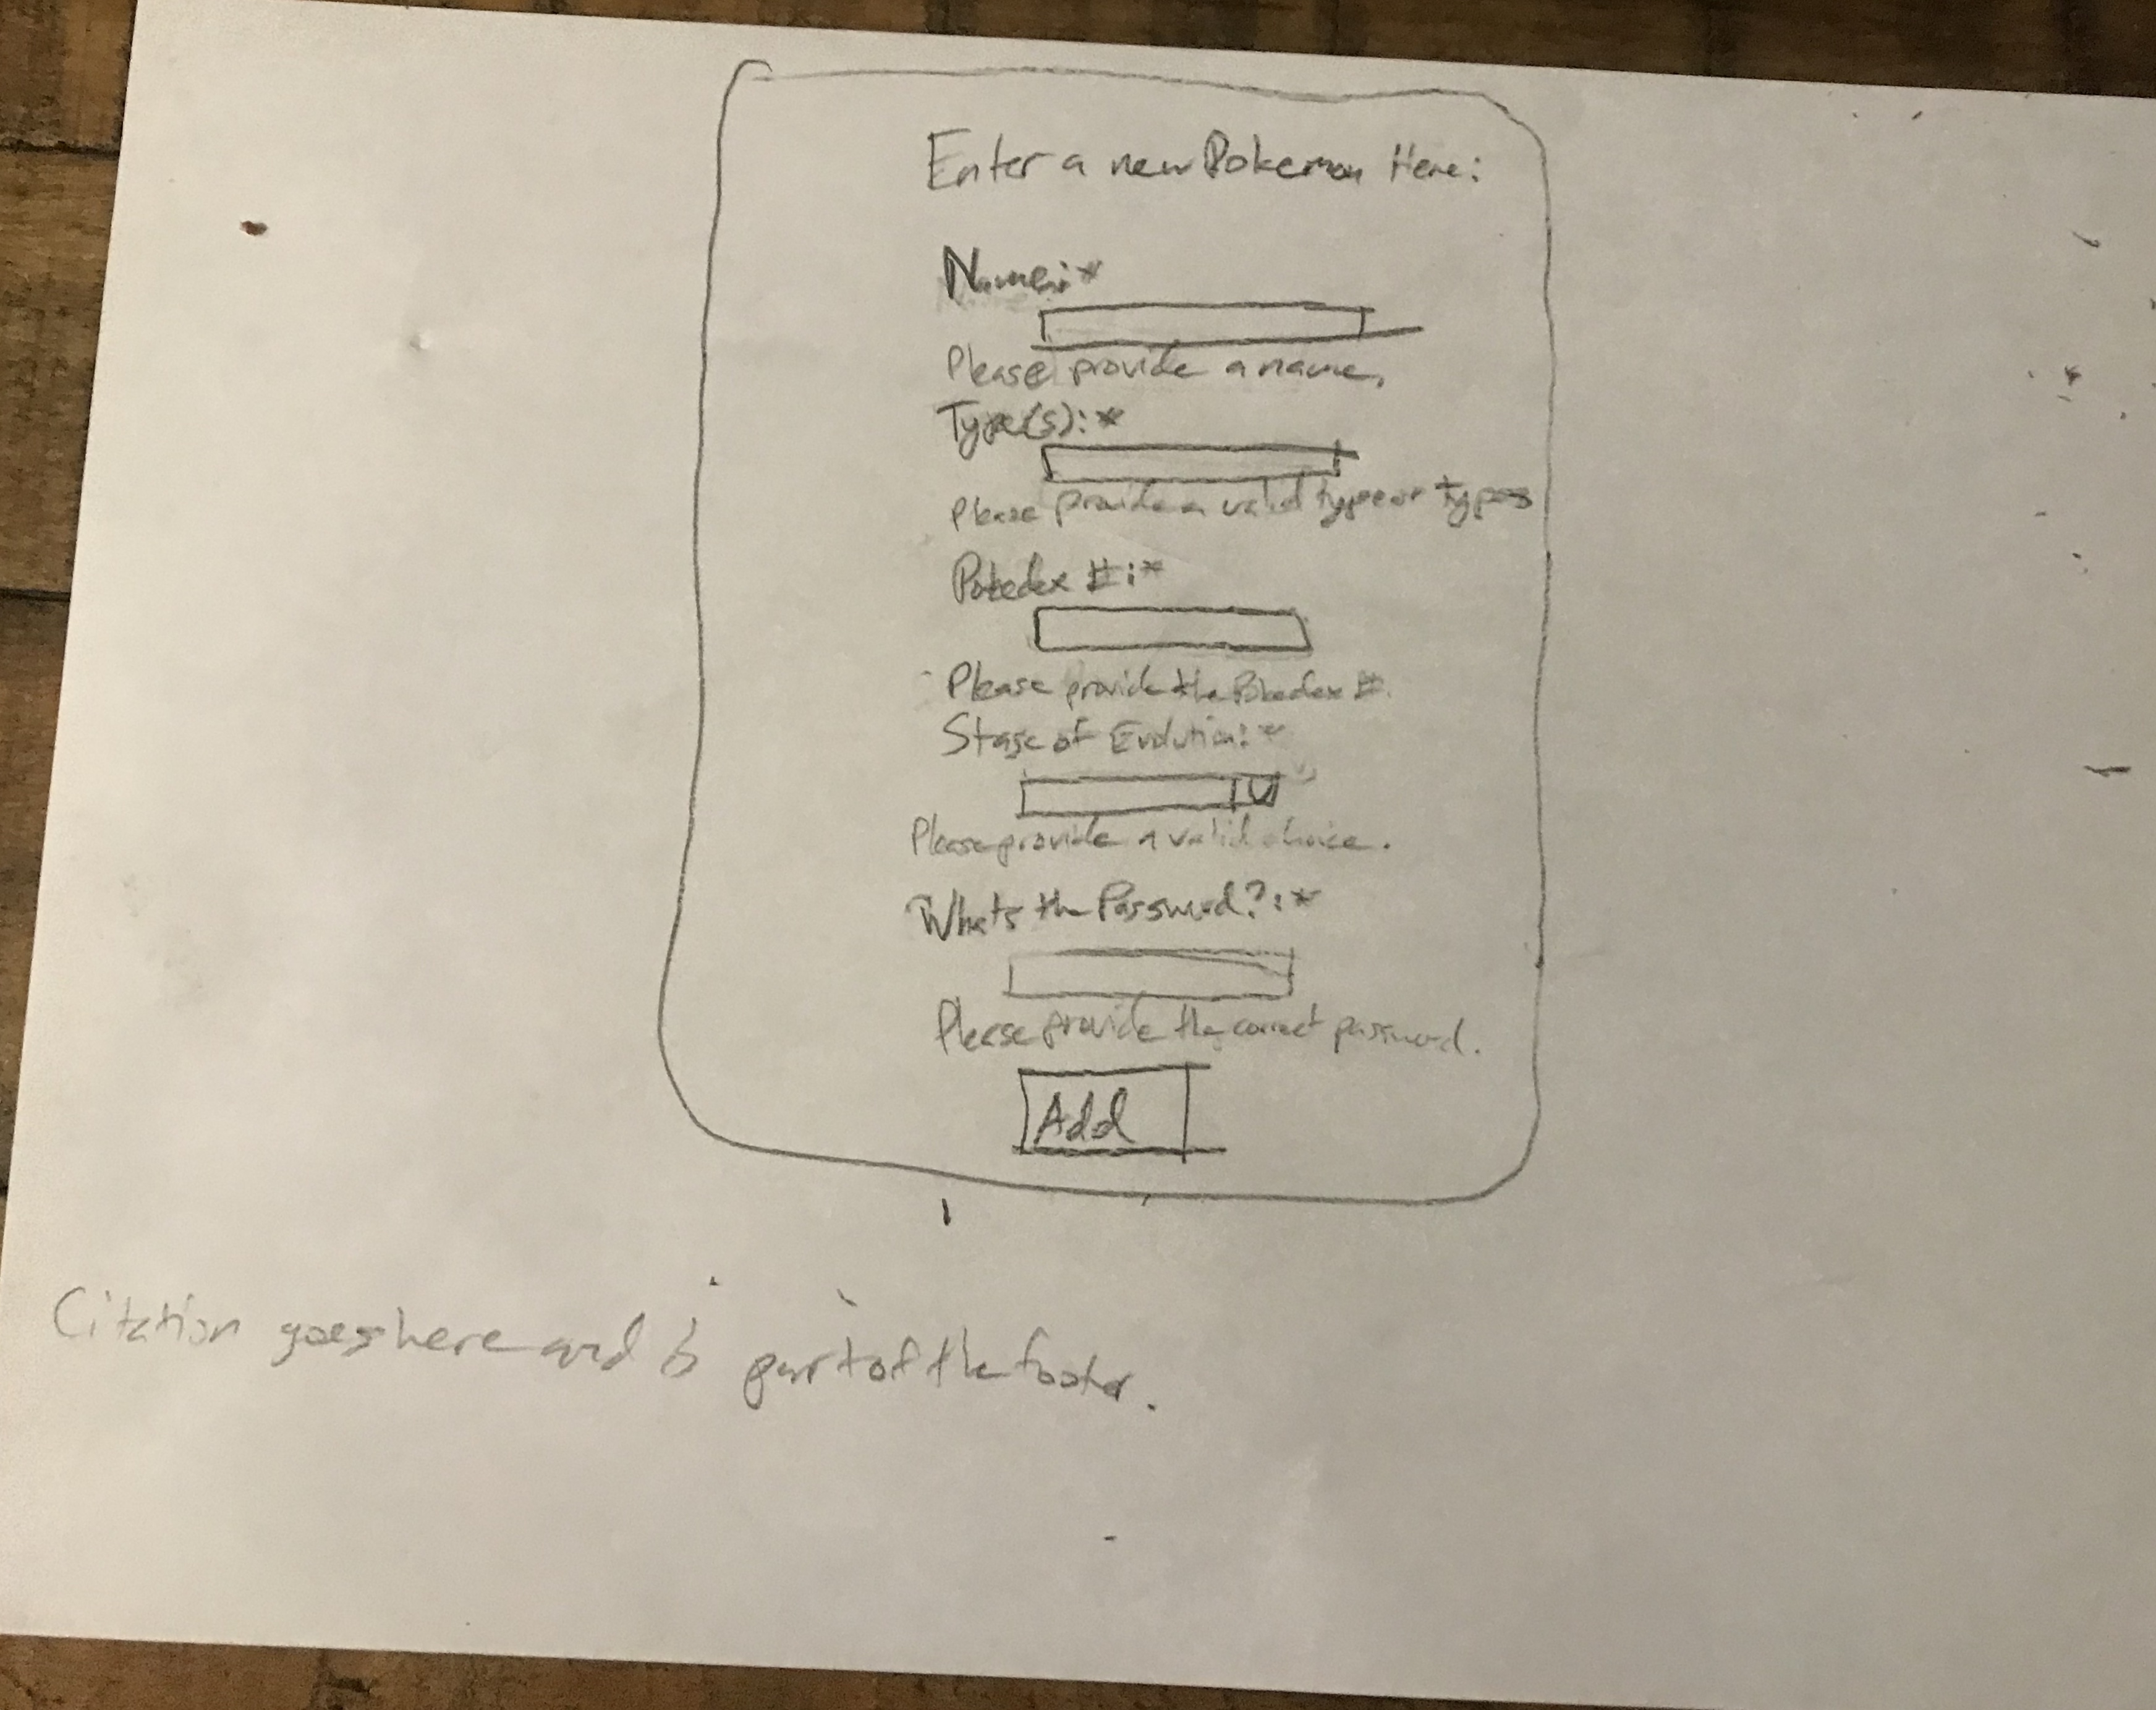 Enter a new Pokemon Here:
Name:*
Please provide a name.
Type(s):*
Please provide a valid type or types
Pokedex #:*
Please provide the Pokedex #.
Stage of Evolution:*
Please provide a valid choice.
What's the Password?:*
Please provide the correct password.
Add
Citation goes here and is part of the footer.